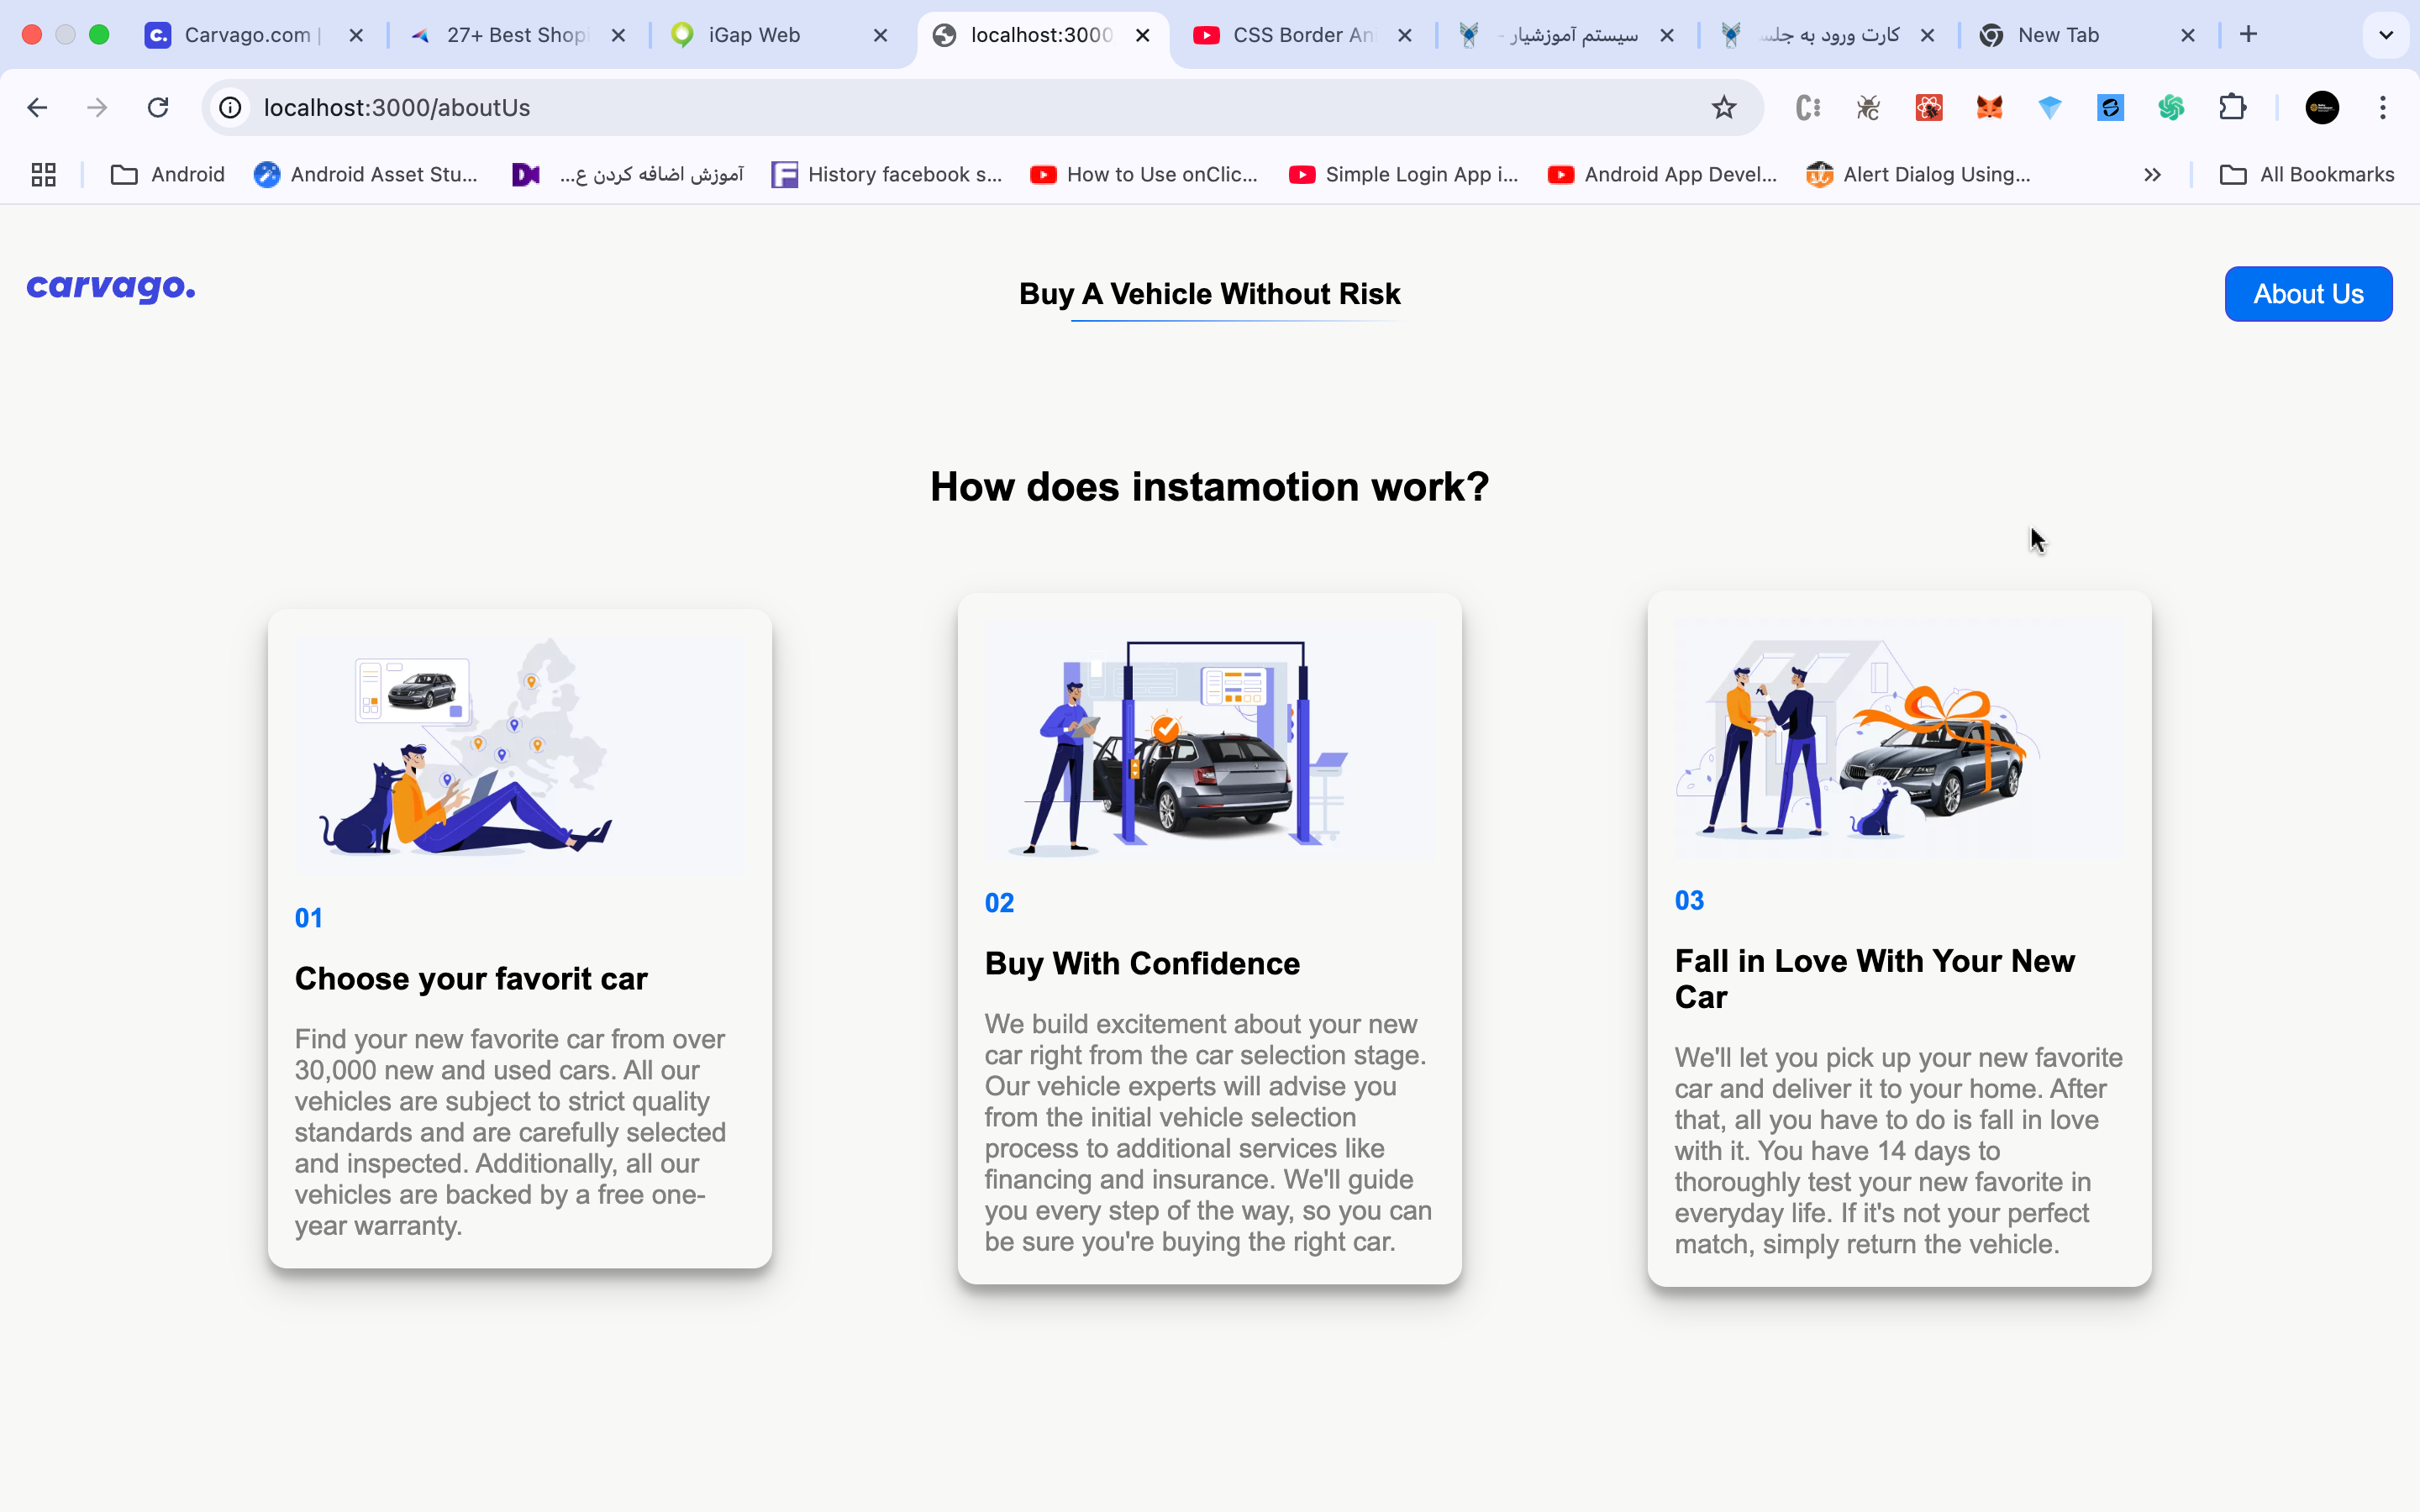 Carvago.com |
27+ Best Shop
iGap Web
localhost:3000
CSS Border An
سیستم آموزشیار -
کارت ورود به جلس
New Tab
localhost:3000/aboutUs
Android
Android Asset Stu...
آموزش اضافه کردن ع...
History facebook s...
How to Use onClic...
Simple Login App i...
Android App Devel...
Alert Dialog Using...
All Bookmarks
carvago.
Buy A Vehicle Without Risk
About Us
How does instamotion work?
01
Choose your favorit car
Find your new favorite car from over
30,000 new and used cars. All our
vehicles are subject to strict quality
standards and are carefully selected
and inspected. Additionally, all our
vehicles are backed by a free one-
year warranty.
02
Buy With Confidence
We build excitement about your new
car right from the car selection stage.
Our vehicle experts will advise you
from the initial vehicle selection
process to additional services like
financing and insurance. We'll guide
you every step of the way, so you can
be sure you're buying the right car.
03
Fall in Love With Your New
Car
We'll let you pick up your new favorite
car and deliver it to your home. After
that, all you have to do is fall in love
with it. You have 14 days to
thoroughly test your new favorite in
everyday life. If it's not your perfect
match, simply return the vehicle.